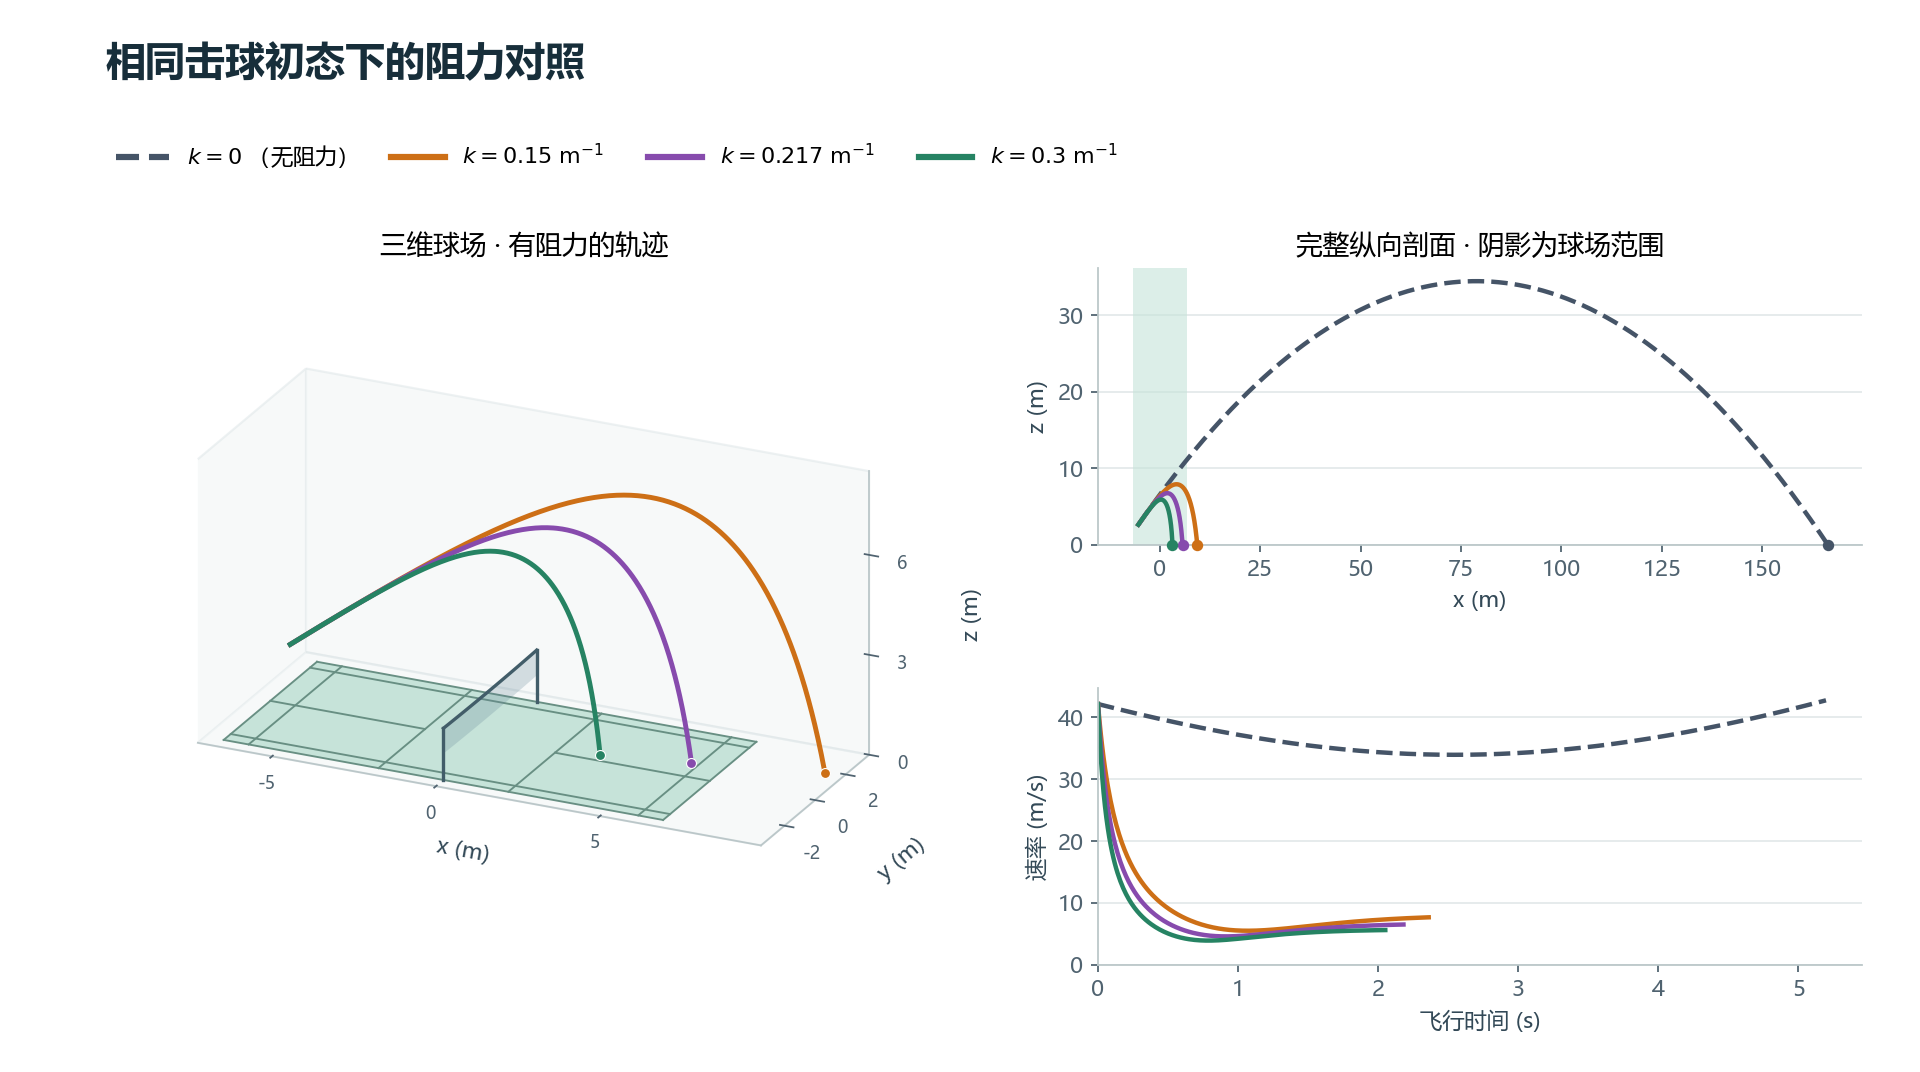 相同击球初态下的阻力对照
k = 0 （无阻力） k = 0.15 m⁻¹ k = 0.217 m⁻¹ k = 0.3 m⁻¹
三维球场 · 有阻力的轨迹
6
3
0
z (m)
-5
0
5
x (m)
2
0
-2
y (m)
完整纵向剖面 · 阴影为球场范围
30
20
10
0
z (m)
0 25 50 75 100 125 150
x (m)
40
30
20
10
0
速率 (m/s)
0 1 2 3 4 5
飞行时间 (s)